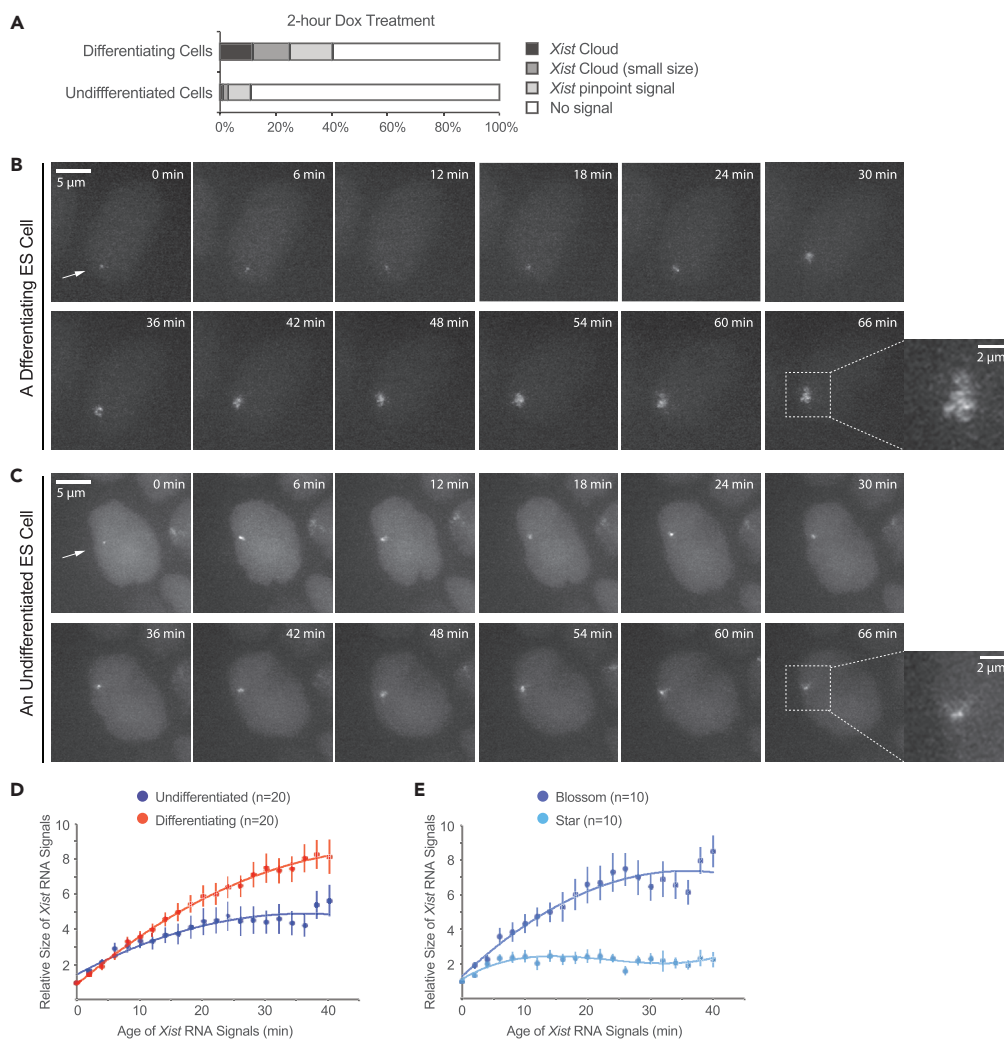 A
2-hour Dox Treatment
Differentiating Cells
Undiffferentiated Cells
0% 20% 40% 60% 80% 100%
Xist Cloud
Xist Cloud (small size)
Xist pinpoint signal
No signal
B
A Dfferentiating ES Cell
5 µm
0 min 6 min 12 min 18 min 24 min 30 min
36 min 42 min 48 min 54 min 60 min 66 min
2 µm
C
An Undifferentiated ES Cell
5 µm
0 min 6 min 12 min 18 min 24 min 30 min
36 min 42 min 48 min 54 min 60 min 66 min
2 µm
D
Undifferentiated (n=20)
Differentiating (n=20)
Relative Size of Xist RNA Signals
10
8
6
4
2
0 10 20 30 40
Age of Xist RNA Signals (min)
E
Blossom (n=10)
Star (n=10)
Relative Size of Xist RNA Signals
10
8
6
4
2
0 10 20 30 40
Age of Xist RNA Signals (min)